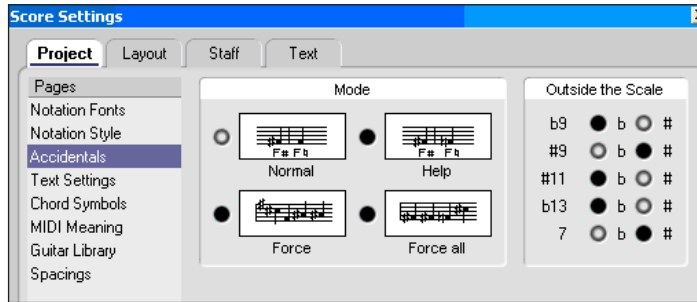 Score Settings
Project Layout Staff Text
Pages
Notation Fonts
Notation Style
Accidentals
Text Settings
Chord Symbols
MIDI Meaning
Guitar Library
Spacings
Mode
F# F♮
Normal
F# F♮
Help
Force
Force all
Outside the Scale
b9 b #
#9 b #
#11 b #
b13 b #
7 b #